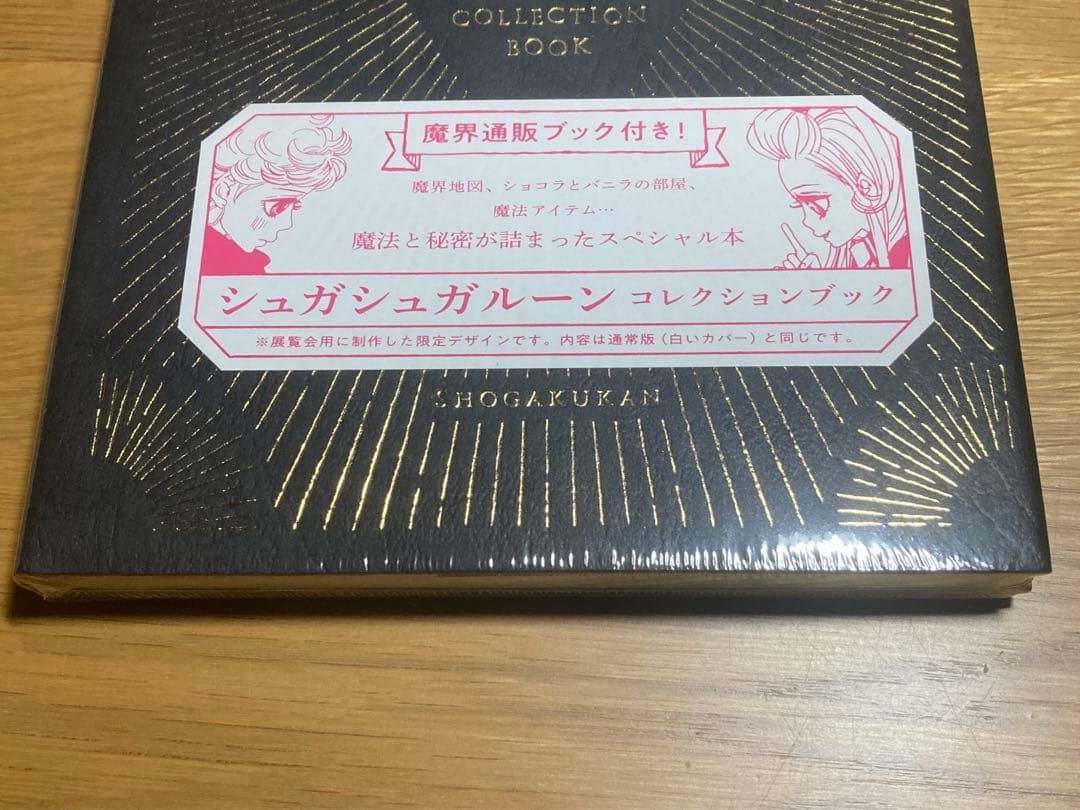 COLLECTION
BOOK
魔界通販ブック付き!
魔界地図、ショコラとバニラの部屋、
魔法アイテム…
魔法と秘密が詰まったスペシャル本
シュガシュガルーン コレクションブック
※展覧会用に制作した限定デザインです。内容は通常版(白いカバー)と同じです。
SHOGAKUKAN